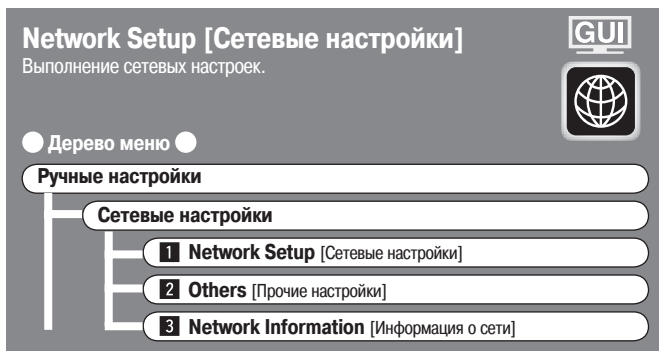 Network Setup [Сетевые настройки]
GUI
Выполнение сетевых настроек.
Дерево меню
Ручные настройки
Сетевые настройки
1 Network Setup [Сетевые настройки]
2 Others [Прочие настройки]
3 Network Information [Информация о сети]